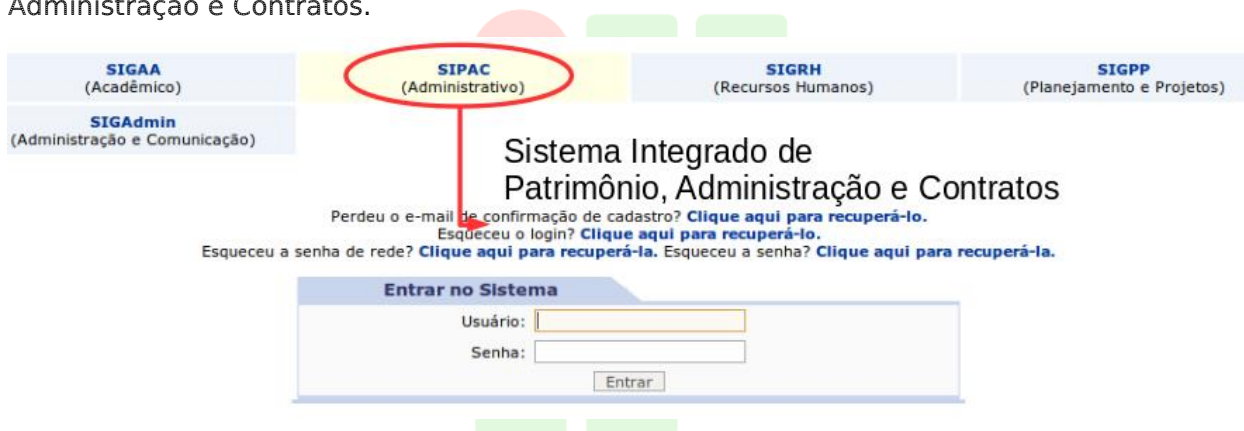 Administração e Contratos.
SIGAA
(Acadêmico)
SIPAC
(Administrativo)
SIGRH
(Recursos Humanos)
SIGPP
(Planejamento e Projetos)
SIGAdmin
(Administração e Comunicação)
Sistema Integrado de
Patrimônio, Administração e Contratos
Perdeu o e-mail de confirmação de cadastro? Clique aqui para recuperá-lo.
Esqueceu o login? Clique aqui para recuperá-lo.
Esqueceu a senha de rede? Clique aqui para recuperá-la. Esqueceu a senha? Clique aqui para recuperá-la.
Entrar no Sistema
Usuário:
Senha:
Entrar